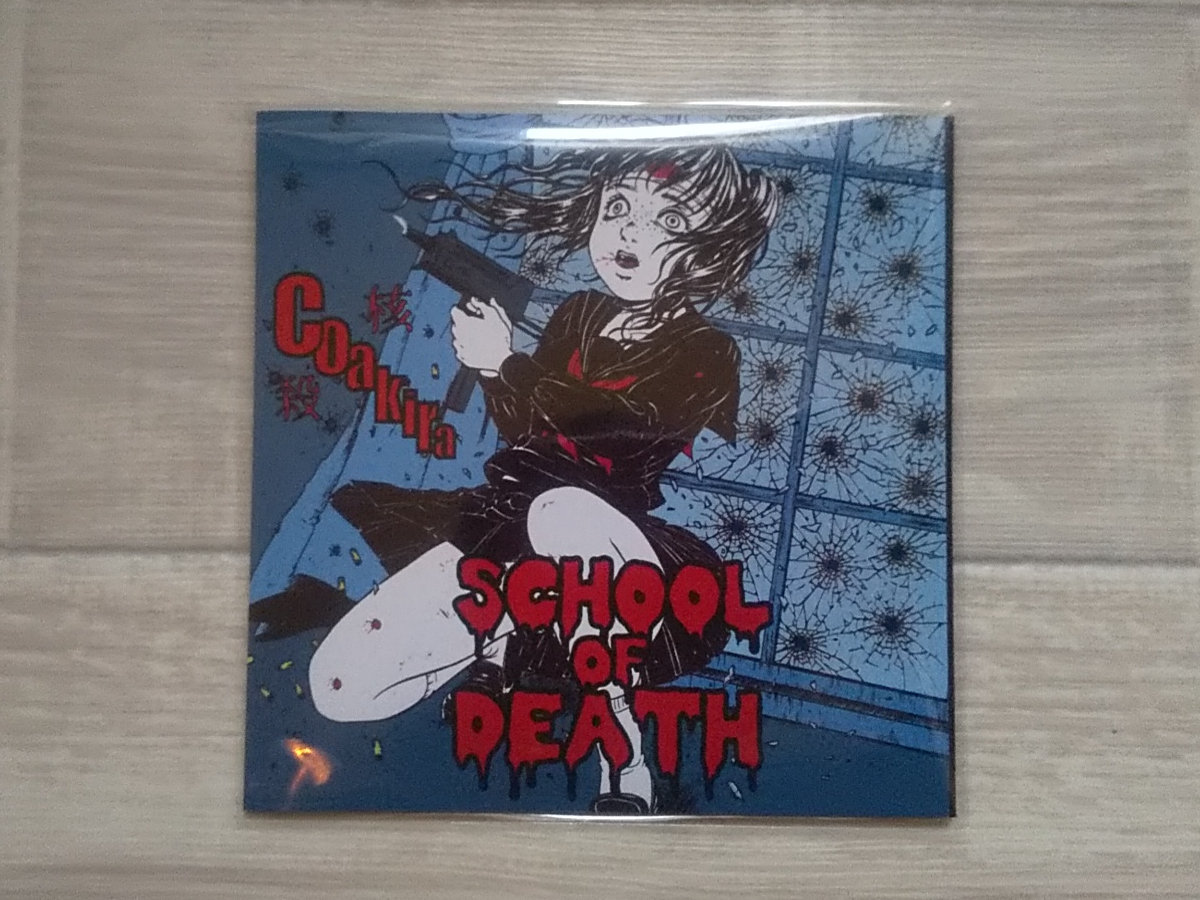 Coakira
核
殺
SCHOOL
OF
DEATH